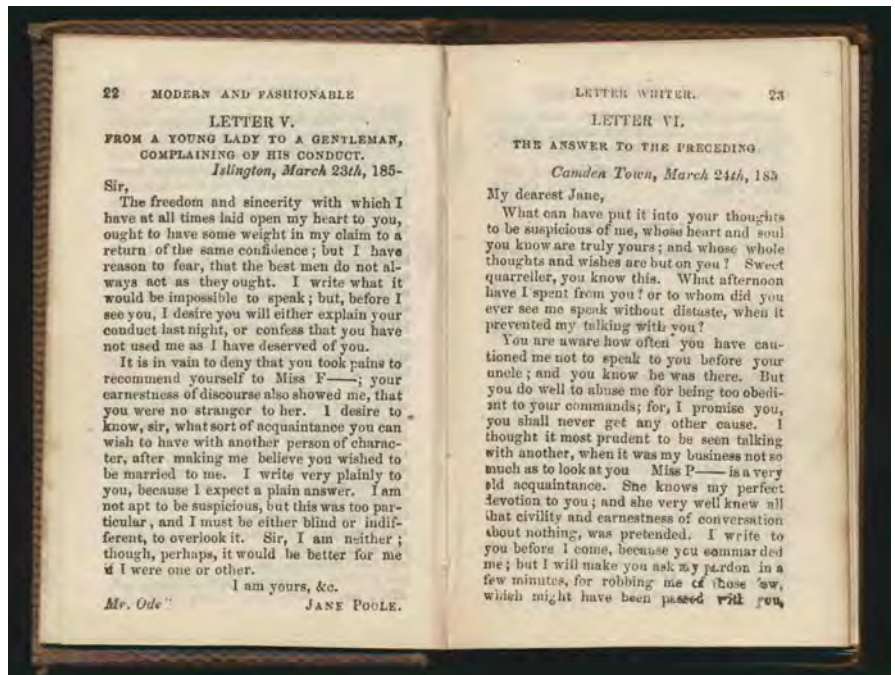 22 MODERN AND FASHIONABLE
LETTER V.
FROM A YOUNG LADY TO A GENTLEMAN,
COMPLAINING OF HIS CONDUCT.
Islington, March 23th, 185-
Sir,
The freedom and sincerity with which I
have at all times laid open my heart to you,
ought to have some weight in my claim to a
return of the same confidence; but I have
reason to fear, that the best men do not al-
ways act as they ought. I write what it
would be impossible to speak; but, before I
see you, I desire you will either explain your
conduct last night, or confess that you have
not used me as I have deserved of you.
It is in vain to deny that you took pains to
recommend yourself to Miss F——; your
earnestness of discourse also showed me, that
you were no stranger to her. I desire to
know, sir, what sort of acquaintance you can
wish to have with another person of charac-
ter, after making me believe you wished to
be married to me. I write very plainly to
you, because I expect a plain answer. I am
not apt to be suspicious, but this was too par-
ticular, and I must be either blind or indif-
ferent, to overlook it. Sir, I am neither;
though, perhaps, it would be better for me
if I were one or other.
I am yours, &c.
Mr. JANE POOLE.
LETTER WRITER. 23
LETTER VI.
THE ANSWER TO THE PRECEDING
Camden Town, March 24th, 185
My dearest Jane,
What can have put it into your thoughts
to be suspicious of me, whose heart and soul
you know are truly yours; and whose whole
thoughts and wishes are but on you? Sweet
quarreller, you know this. What afternoon
have I spent from you? or to whom did you
ever see me speak without distaste, when it
prevented my talking with you?
You are aware how often you have cau-
tioned me not to speak to you before your
uncle; and you know he was there. But
you do well to abuse me for being too obedi-
ent to your commands; for, I promise you,
you shall never get any other cause. I
thought it most prudent to be seen talking
with another, when it was my business not so
much as to look at you Miss P—— is a very
old acquaintance. She knows my perfect
devotion to you; and she very well knew all
that civility and earnestness of conversation
about nothing, was pretended. I write to
you before I come, because you commanded
me; but I will make you ask my pardon in a
few minutes, for robbing me of those few,
which might have been passed with you,